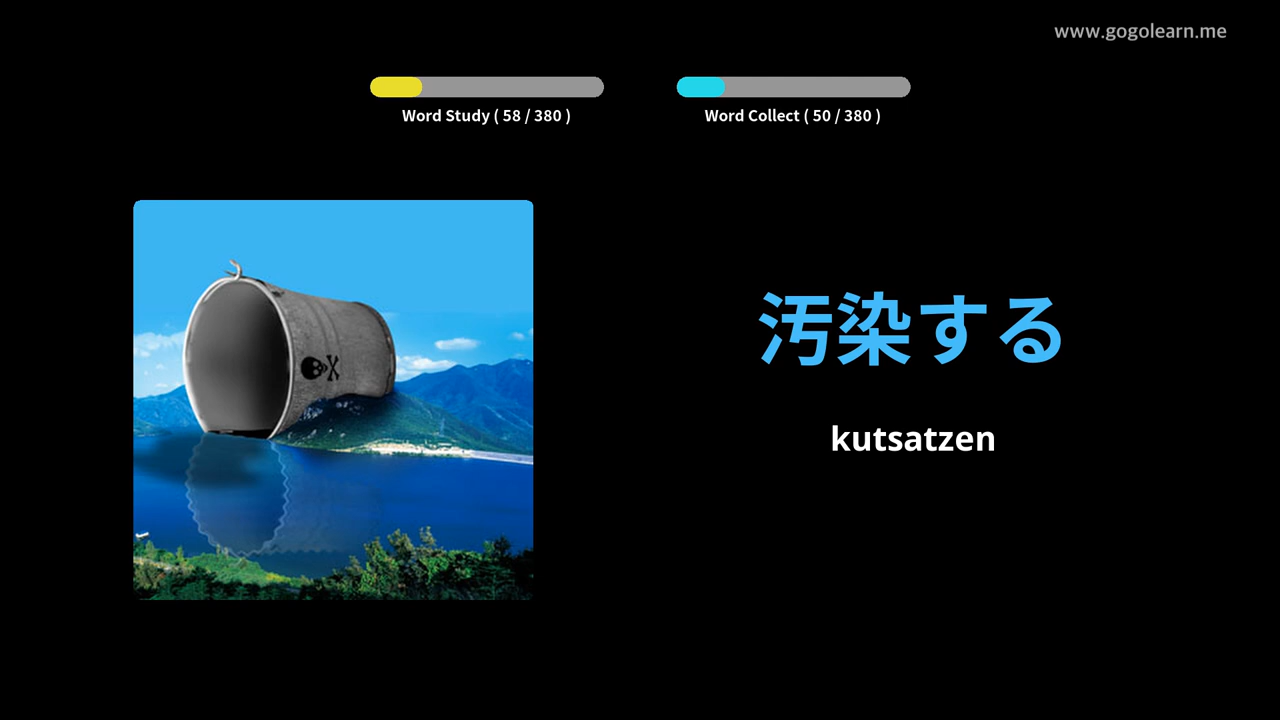 www.gogolearn.me
Word Study ( 58 / 380 )
Word Collect ( 50 / 380 )
汚染する
kutsatzen